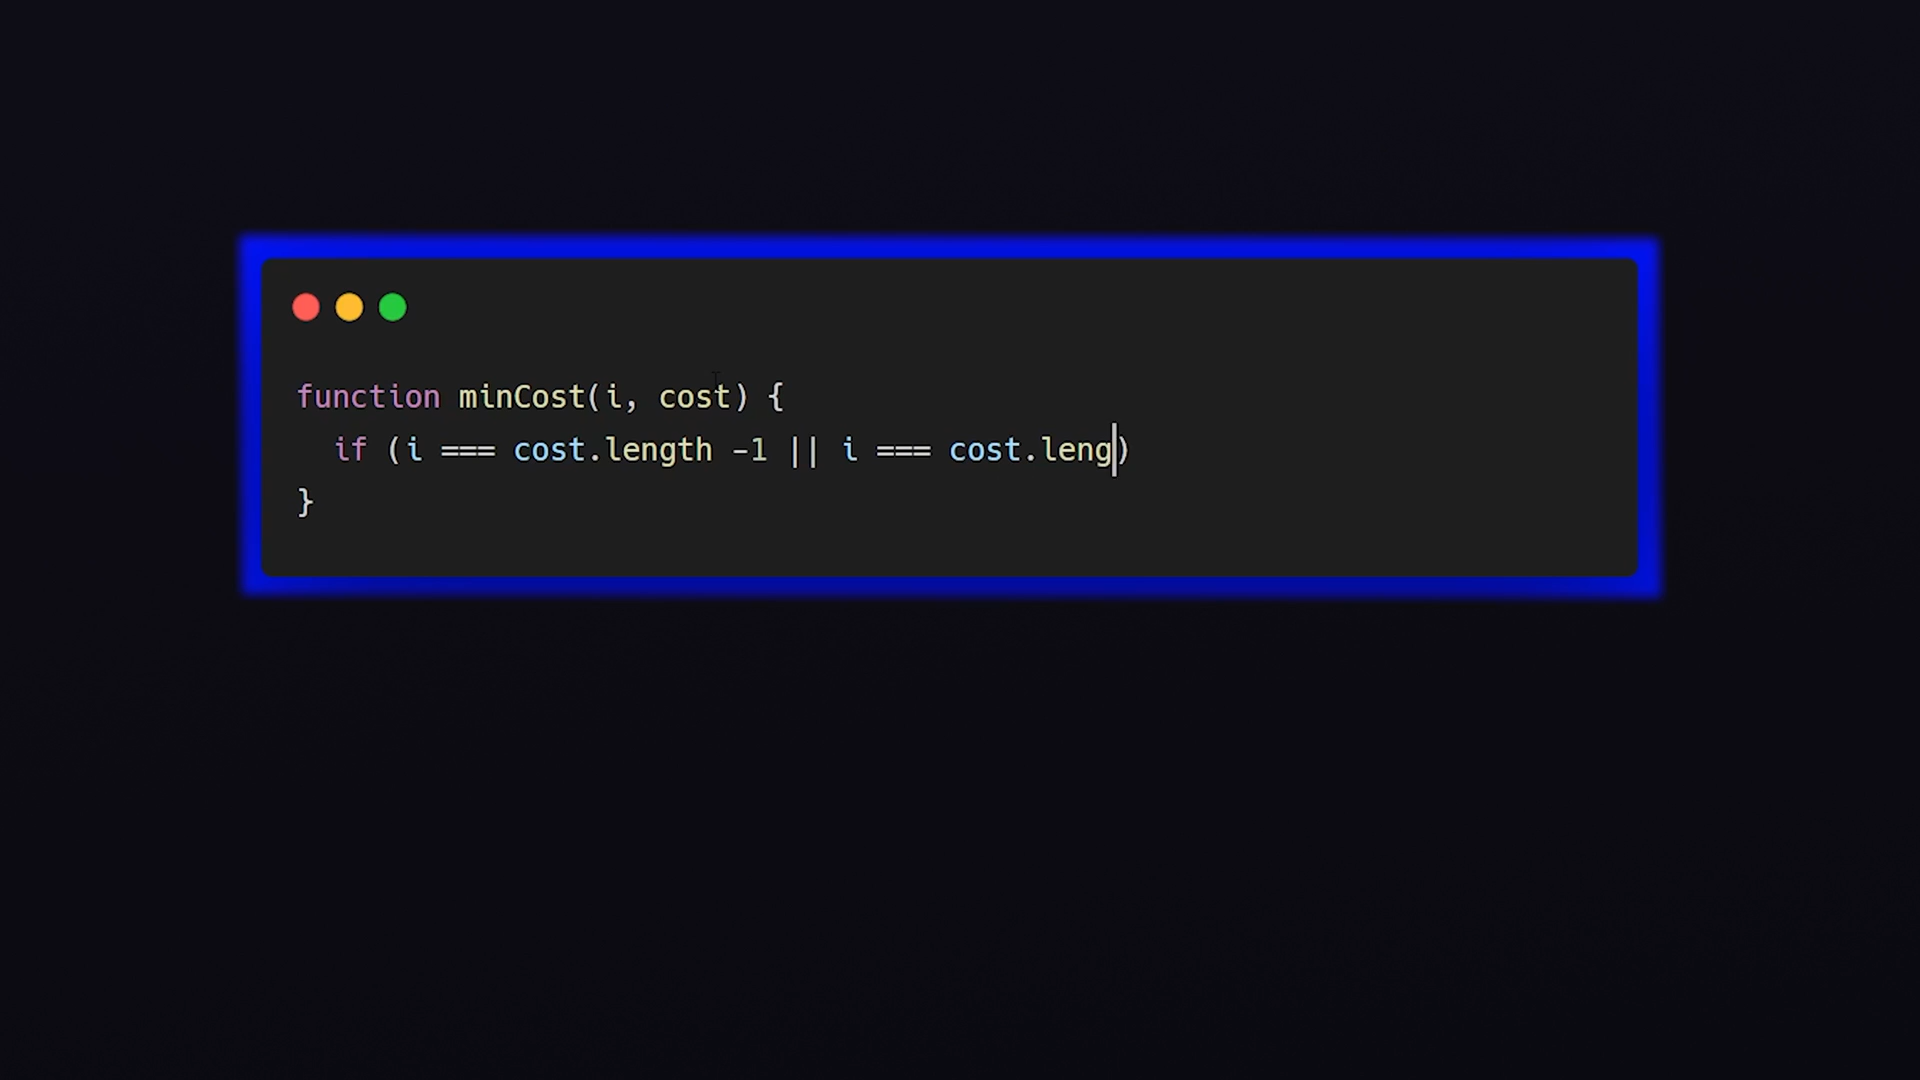 function minCost(i, cost) {
  if (i === cost.length -1 || i === cost.leng)
}